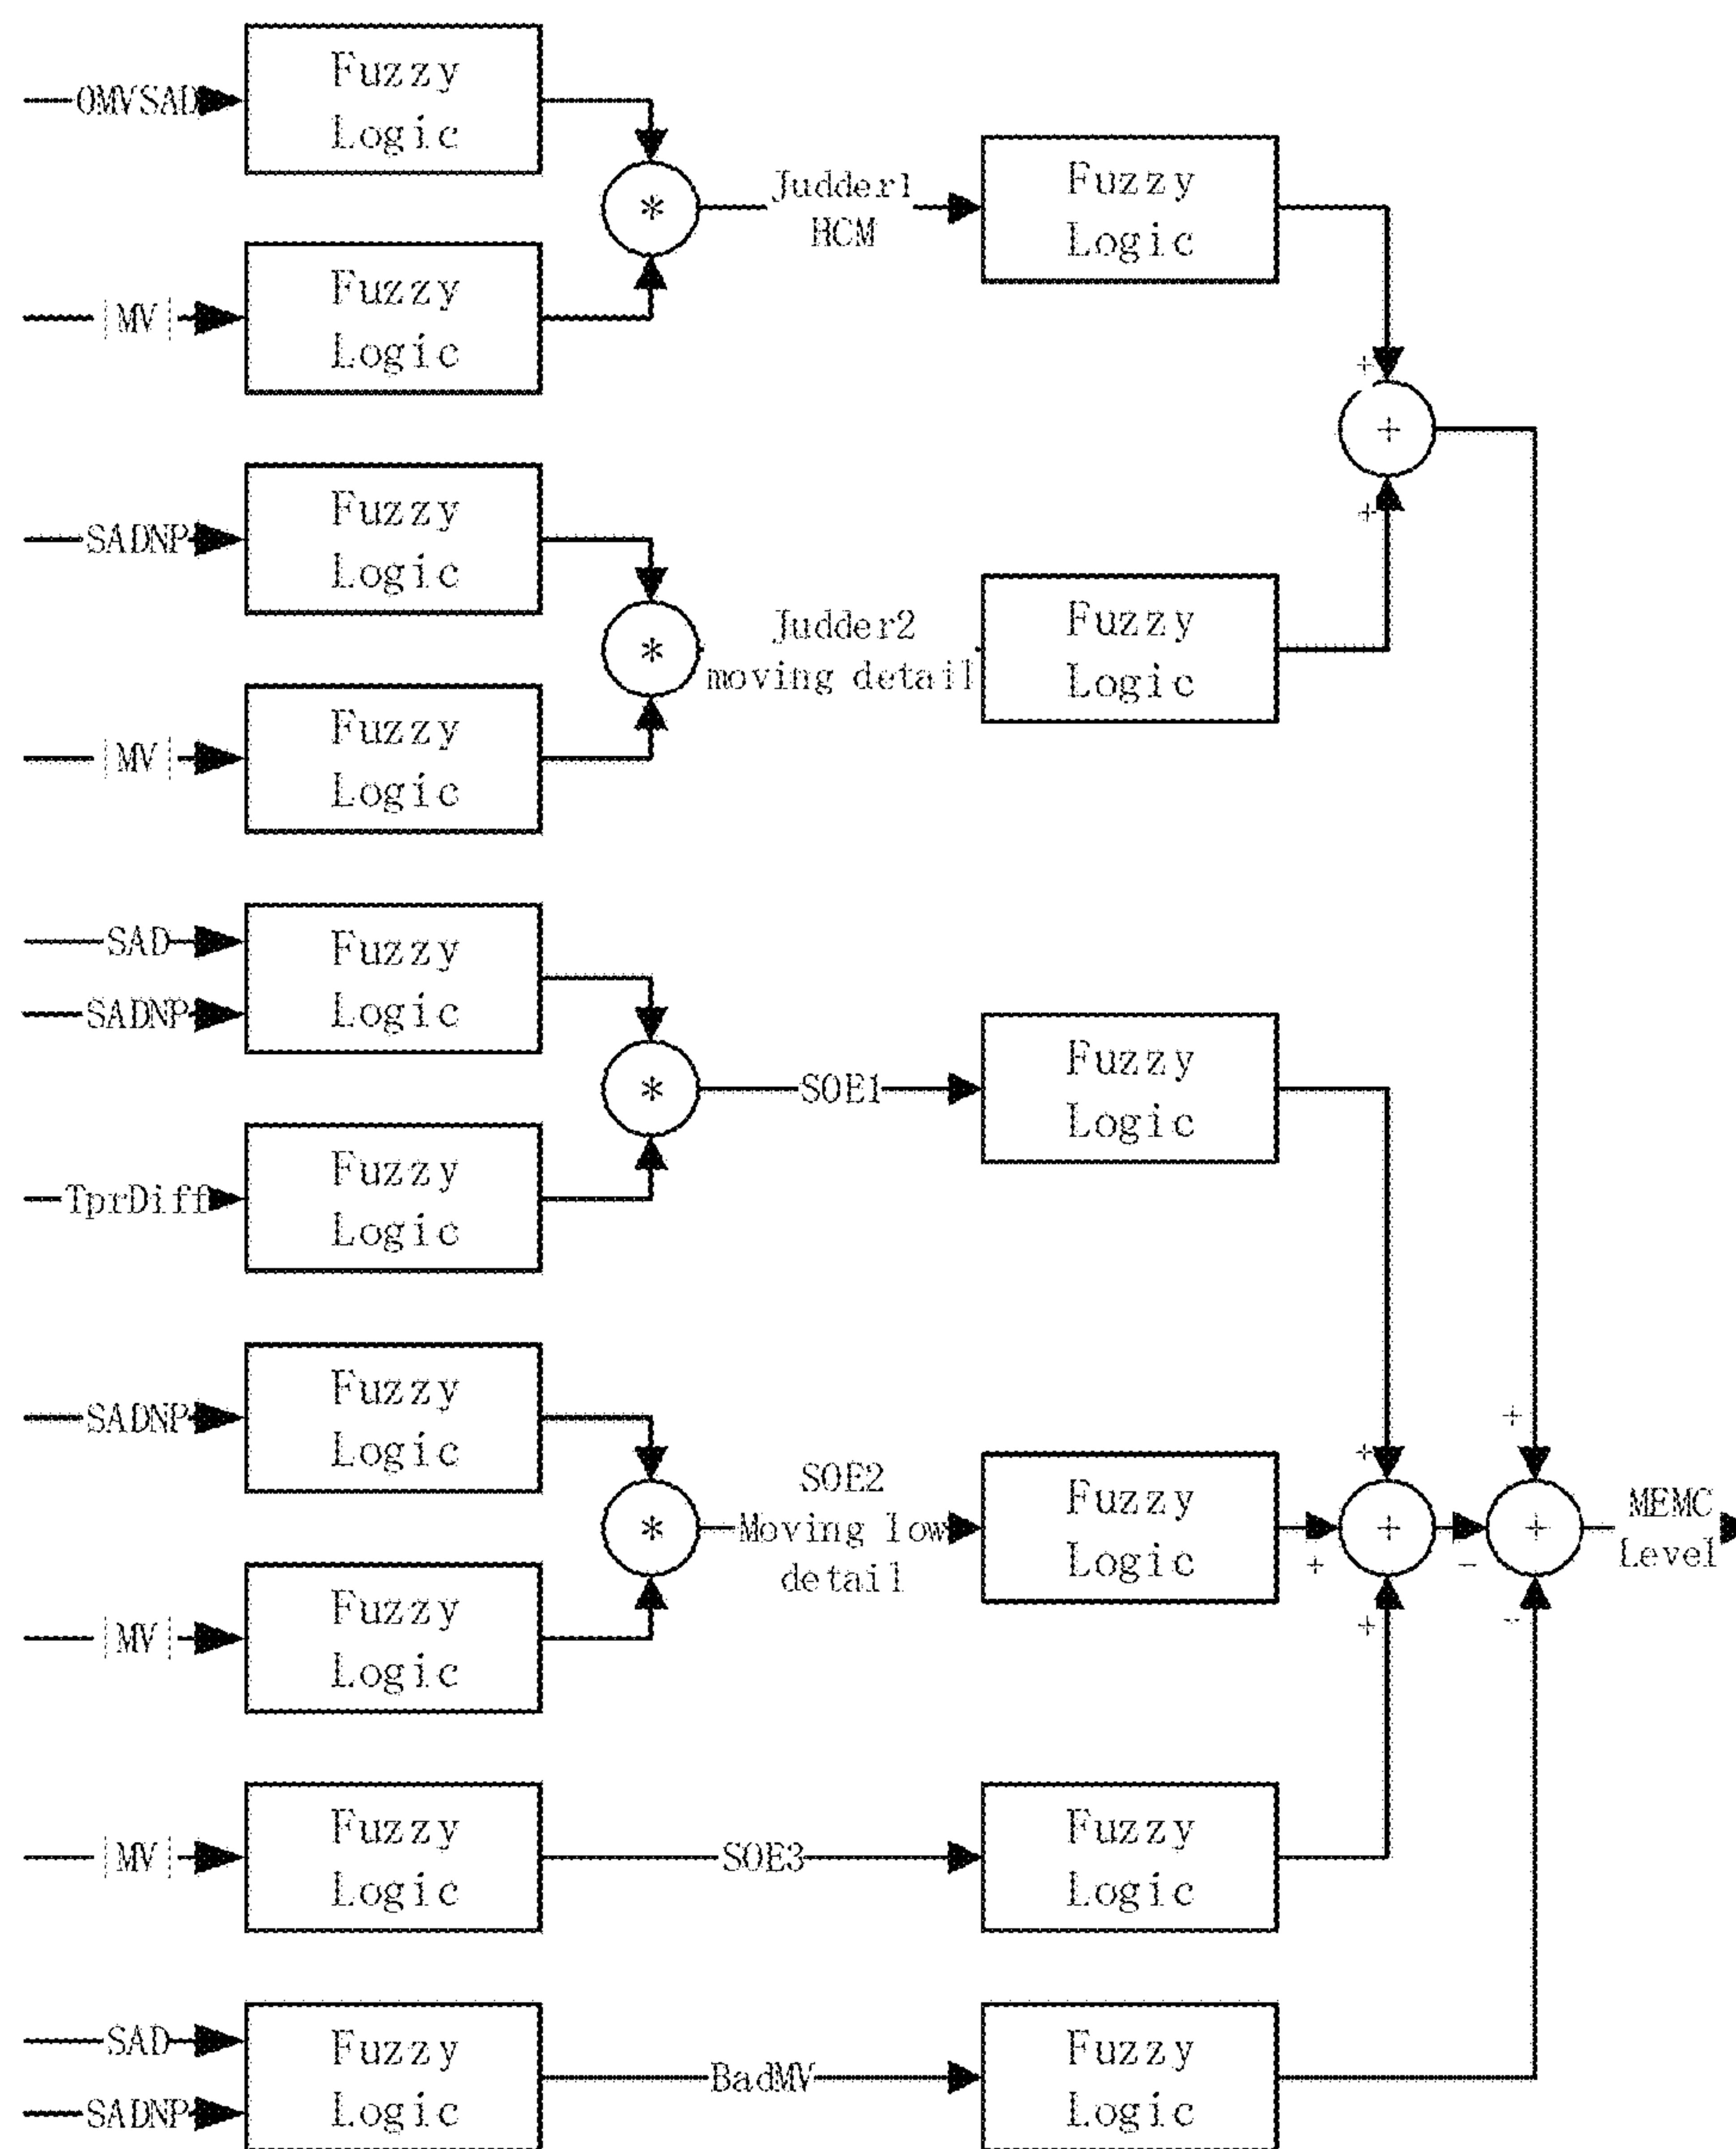 OMVSAD
Fuzzy
Logic
*
|MV|
Fuzzy
Logic
Judder1
HCM
Fuzzy
Logic
+
+
+
SADNP
Fuzzy
Logic
*
|MV|
Fuzzy
Logic
Judder2
moving detail
Fuzzy
Logic
SAD
SADNP
Fuzzy
Logic
*
TprDiff
Fuzzy
Logic
SOE1
Fuzzy
Logic
SADNP
Fuzzy
Logic
*
|MV|
Fuzzy
Logic
SOE2
Moving low
detail
Fuzzy
Logic
+
+
+
+
+
-
+
-
MEMC
Level
|MV|
Fuzzy
Logic
SOE3
Fuzzy
Logic
SAD
SADNP
Fuzzy
Logic
BadMV
Fuzzy
Logic